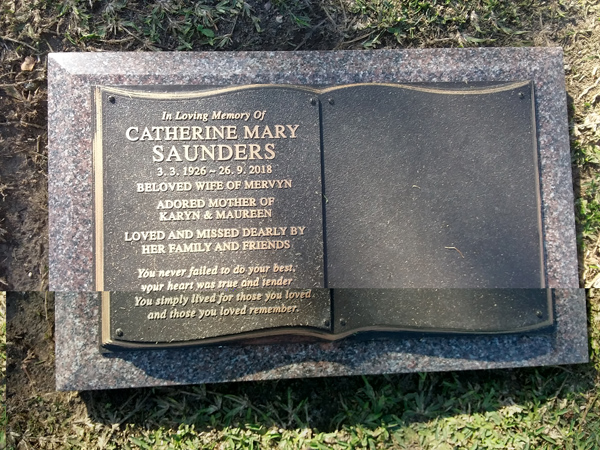 In Loving Memory Of
CATHERINE MARY
SAUNDERS
3. 3. 1926 ~ 26. 9. 2018
BELOVED WIFE OF MERVYN
ADORED MOTHER OF
KARYN & MAUREEN
LOVED AND MISSED DEARLY BY
HER FAMILY AND FRIENDS
You never failed to do your best,
your heart was true and tender
You simply lived for those you loved
and those you loved remember.